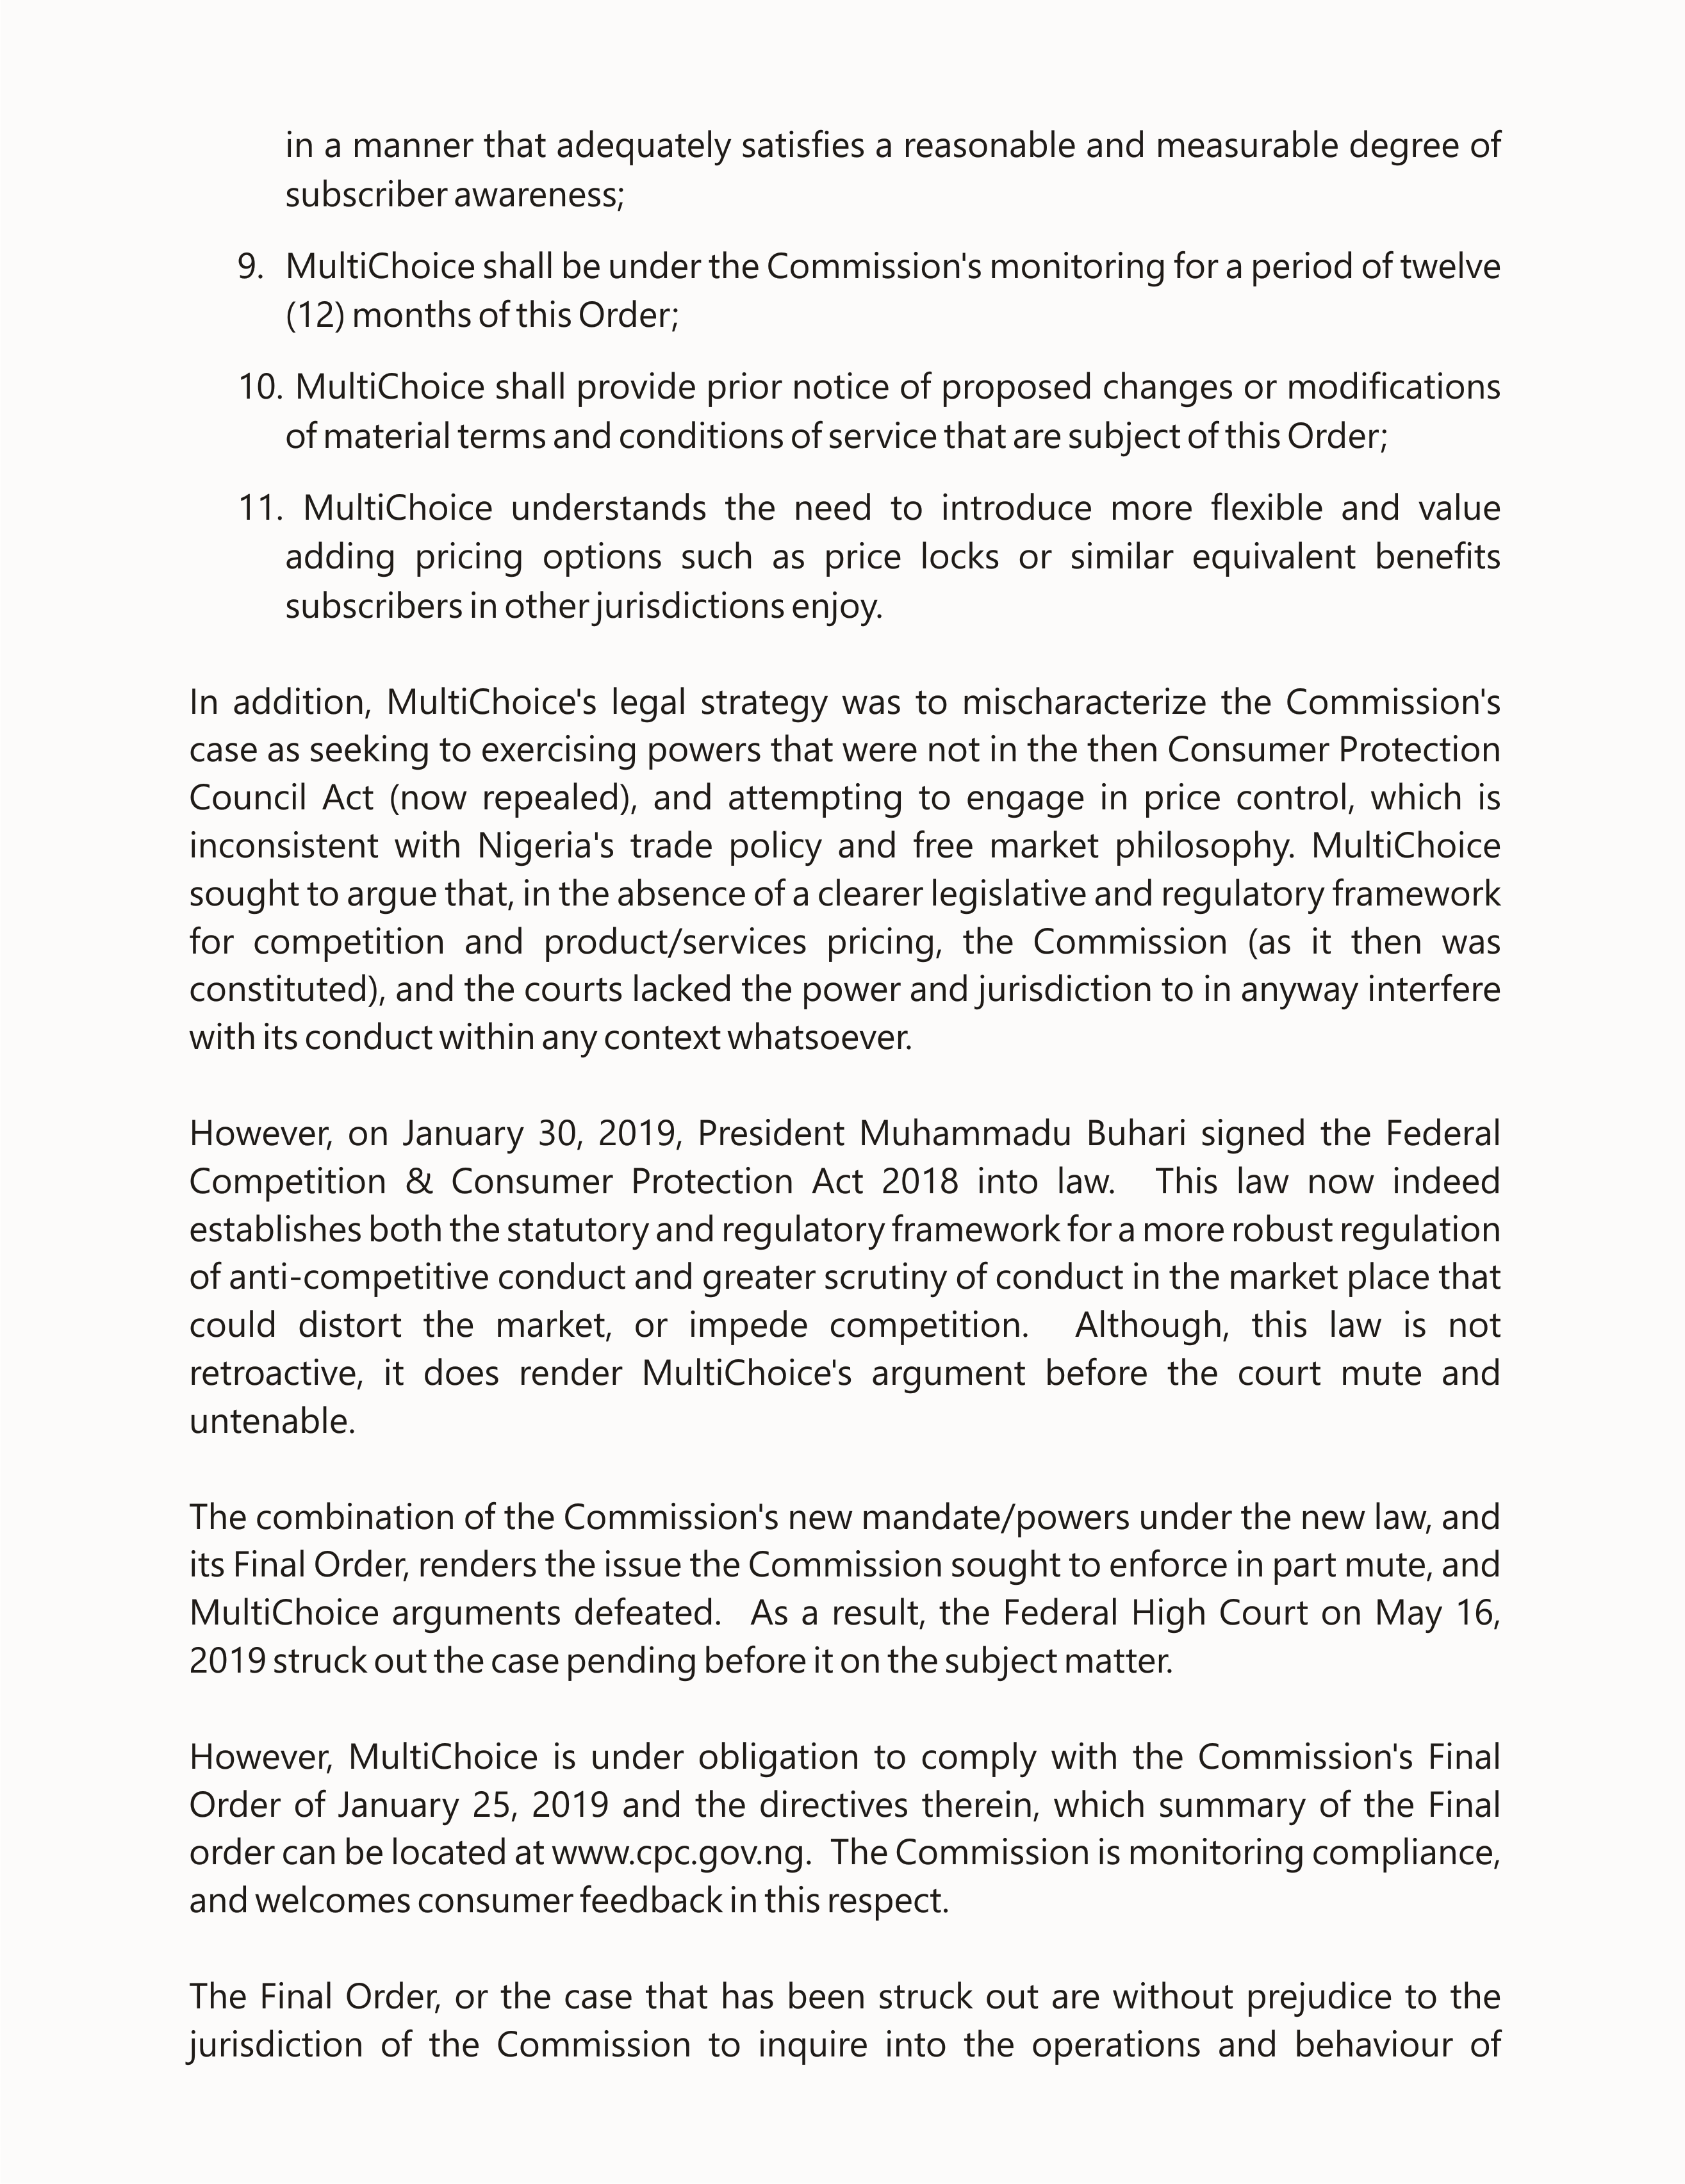 in a manner that adequately satisfies a reasonable and measurable degree of
subscriber awareness;
9. MultiChoice shall be under the Commission's monitoring for a period of twelve
(12) months of this Order;
10. MultiChoice shall provide prior notice of proposed changes or modifications
of material terms and conditions of service that are subject of this Order;
11. MultiChoice understands the need to introduce more flexible and value
adding pricing options such as price locks or similar equivalent benefits
subscribers in other jurisdictions enjoy.
In addition, MultiChoice's legal strategy was to mischaracterize the Commission's
case as seeking to exercising powers that were not in the then Consumer Protection
Council Act (now repealed), and attempting to engage in price control, which is
inconsistent with Nigeria's trade policy and free market philosophy. MultiChoice
sought to argue that, in the absence of a clearer legislative and regulatory framework
for competition and product/services pricing, the Commission (as it then was
constituted), and the courts lacked the power and jurisdiction to in anyway interfere
with its conduct within any context whatsoever.
However, on January 30, 2019, President Muhammadu Buhari signed the Federal
Competition & Consumer Protection Act 2018 into law. This law now indeed
establishes both the statutory and regulatory framework for a more robust regulation
of anti-competitive conduct and greater scrutiny of conduct in the market place that
could distort the market, or impede competition. Although, this law is not
retroactive, it does render MultiChoice's argument before the court mute and
untenable.
The combination of the Commission's new mandate/powers under the new law, and
its Final Order, renders the issue the Commission sought to enforce in part mute, and
MultiChoice arguments defeated. As a result, the Federal High Court on May 16,
2019 struck out the case pending before it on the subject matter.
However, MultiChoice is under obligation to comply with the Commission's Final
Order of January 25, 2019 and the directives therein, which summary of the Final
order can be located at www.cpc.gov.ng. The Commission is monitoring compliance,
and welcomes consumer feedback in this respect.
The Final Order, or the case that has been struck out are without prejudice to the
jurisdiction of the Commission to inquire into the operations and behaviour of